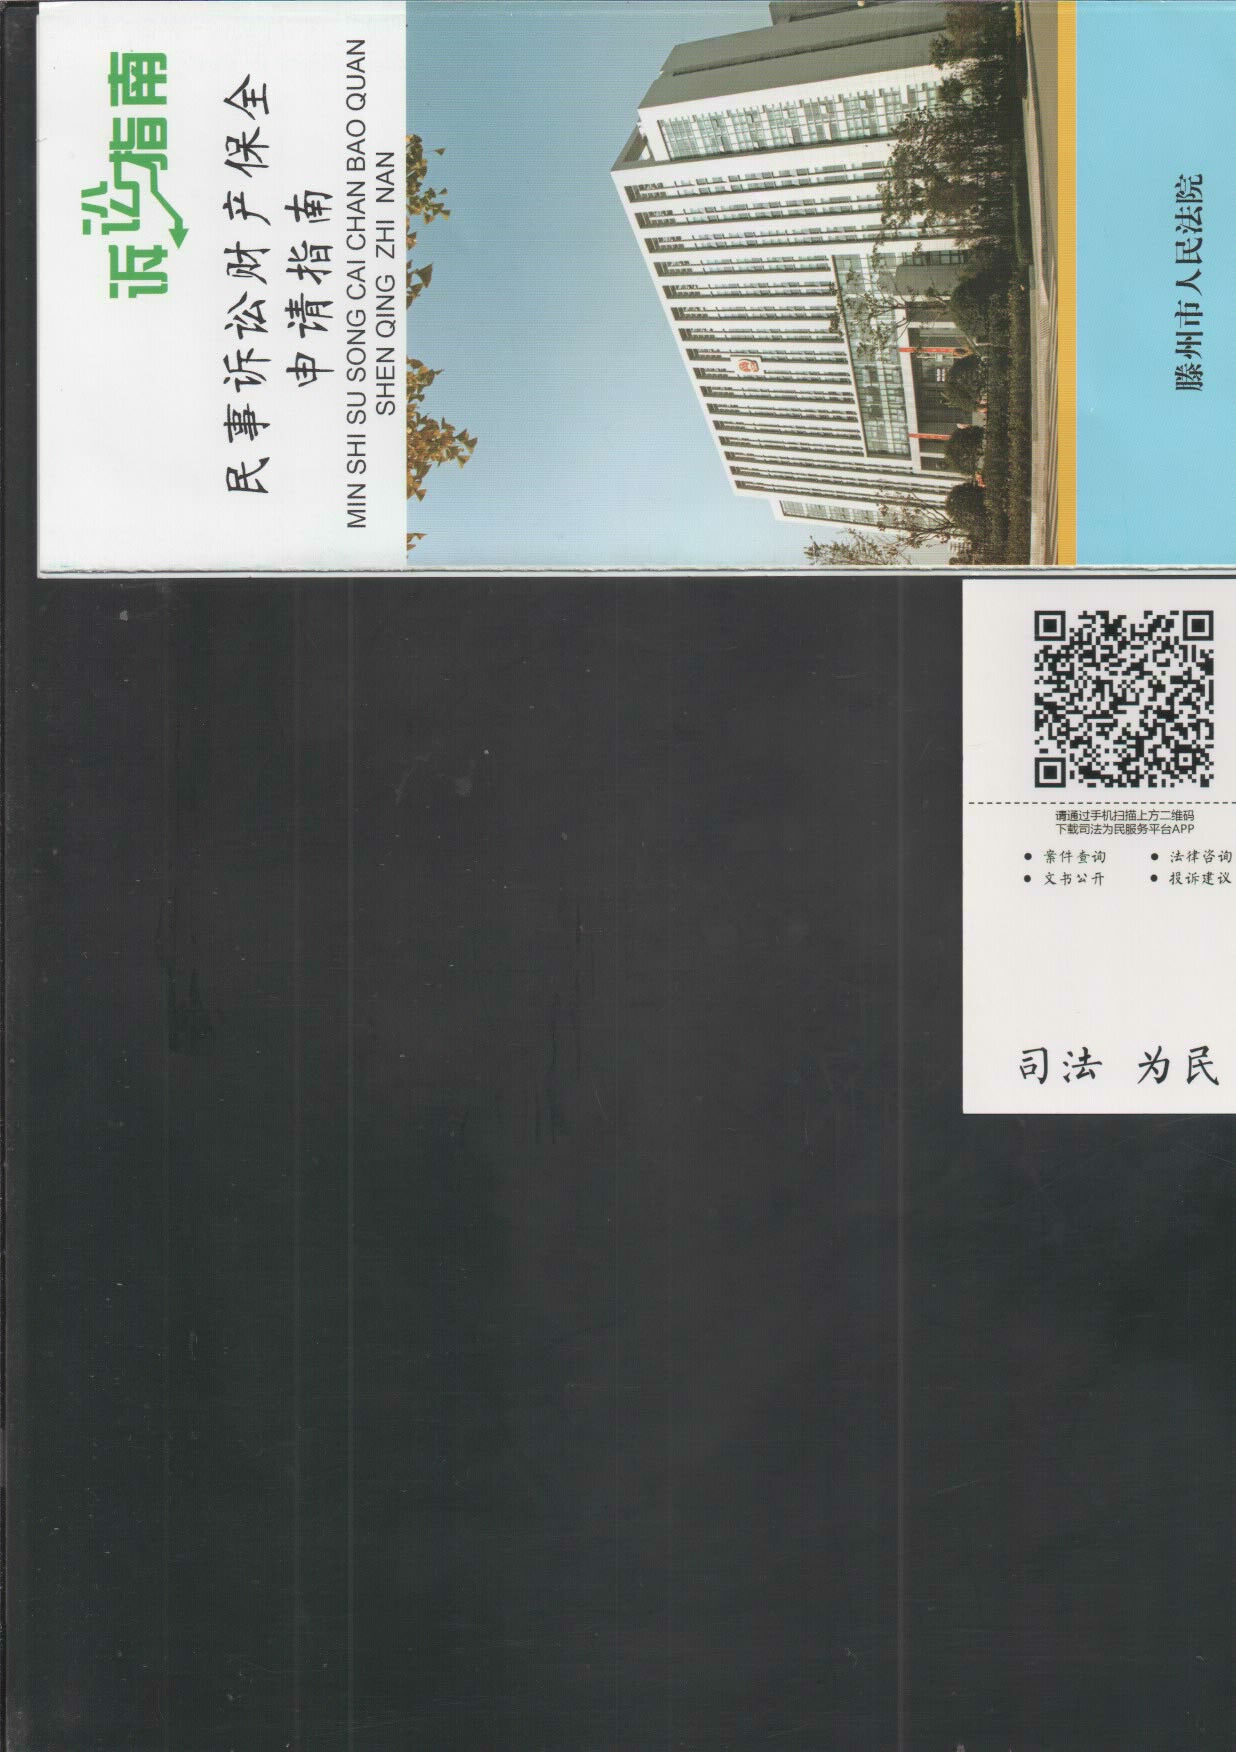 诉讼指南
民事诉讼财产保全
申请指南
MIN SHI SU SONG CAI CHAN BAO QUAN
SHEN QING ZHI NAN
滕州市人民法院
请通过手机扫描上方二维码
下载司法为民服务平台APP
● 案件查询 ● 法律咨询
● 文书公开 ● 投诉建议
司法 为民